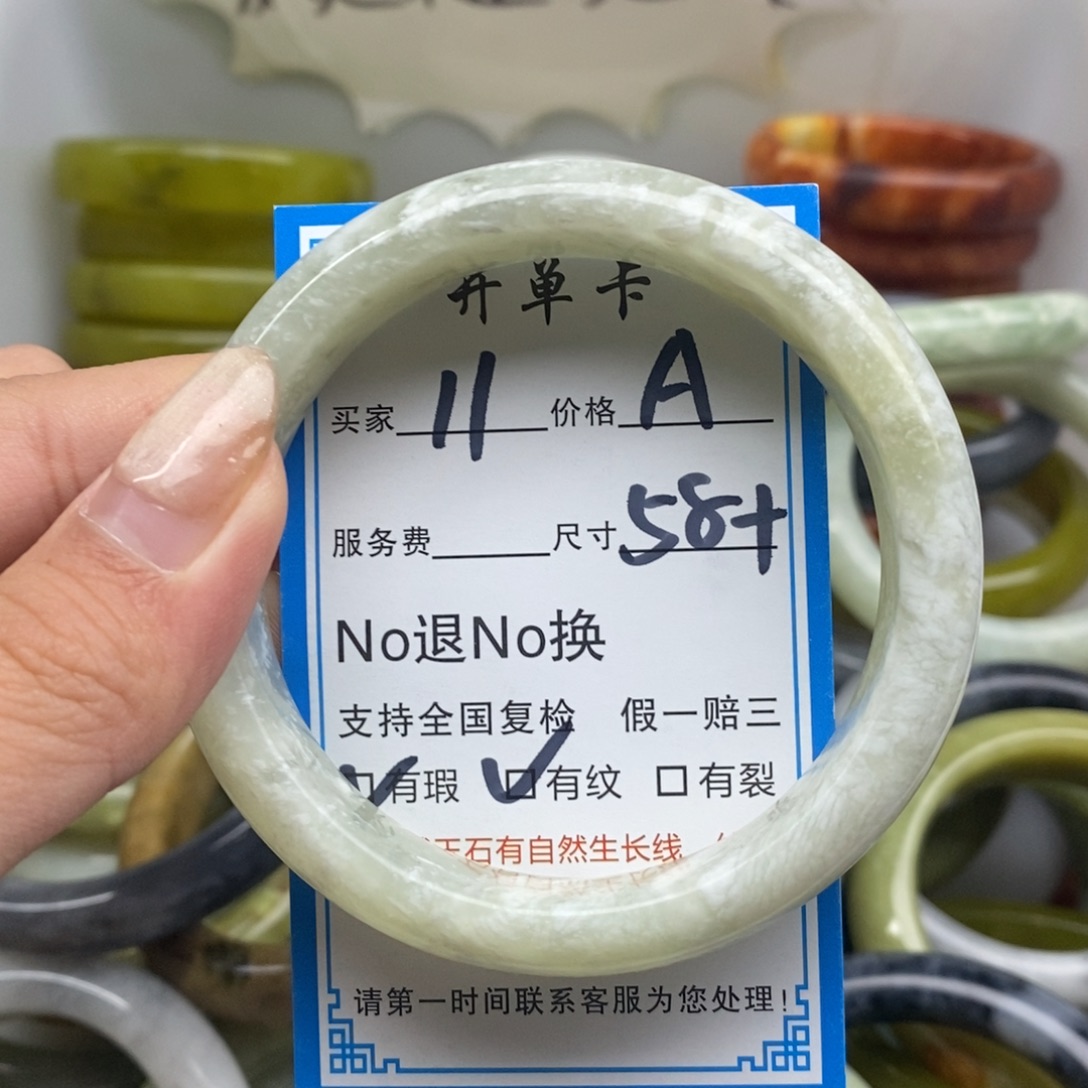 开单卡
买家 11 价格 A
服务费 尺寸 58+
No退No换
支持全国复检 假一赔三
有瑕 有纹 有裂
玉石有自然生长线
请第一时间联系客服为您处理!